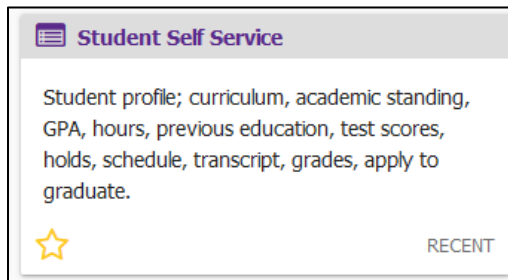 Student Self Service
Student profile; curriculum, academic standing,
GPA, hours, previous education, test scores,
holds, schedule, transcript, grades, apply to
graduate.
RECENT